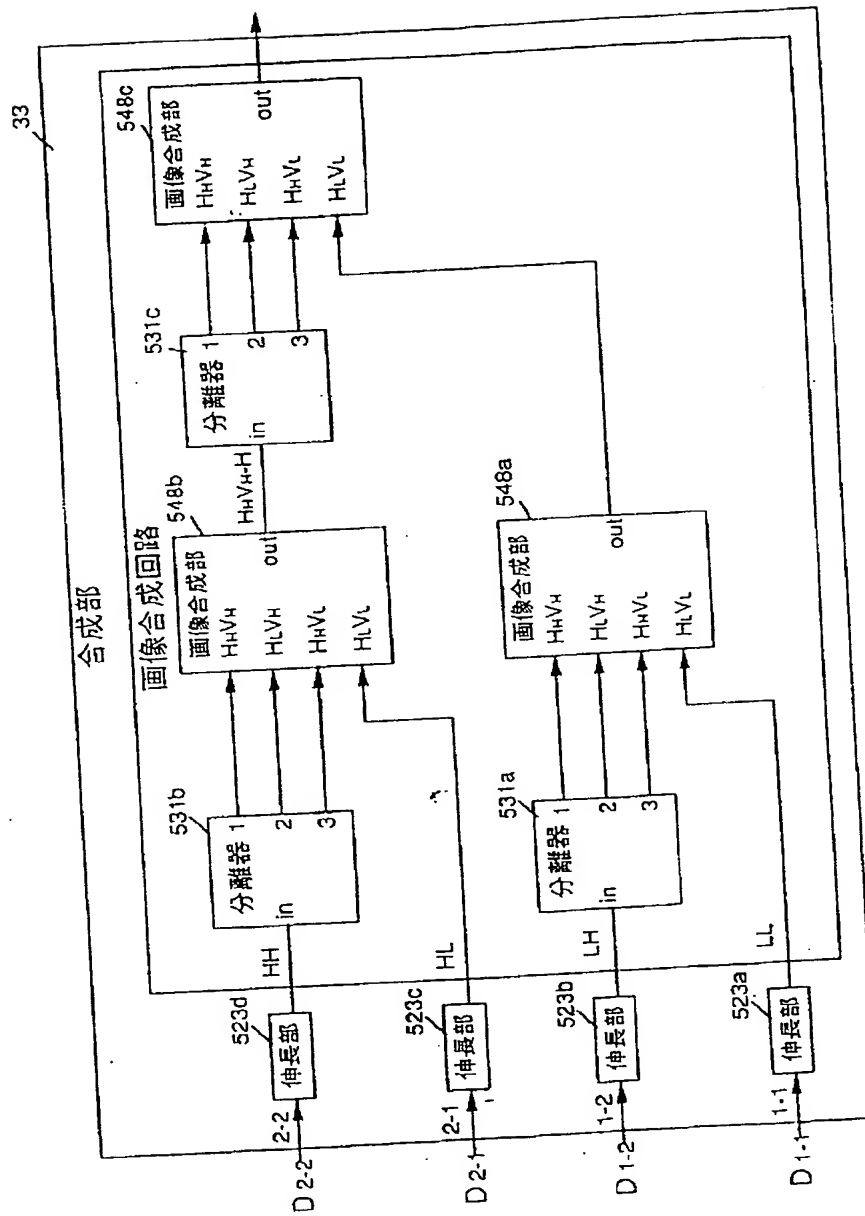 33
合成部
画像合成回路
548c
画像合成部
HHVH
HLVH
HHVL
HLVL
out
531c
分離器
in
1
2
3
HHVH-H
548b
画像合成部
HHVH
HLVH
HHVL
HLVL
out
531b
分離器
in
1
2
3
548a
画像合成部
HHVH
HLVH
HHVL
HLVL
out
531a
分離器
in
1
2
3
HH
HL
LH
LL
523d
伸長部
523c
伸長部
523b
伸長部
523a
伸長部
2-2
2-1
1-2
1-1
D2-2
D2-1
D1-2
D1-1